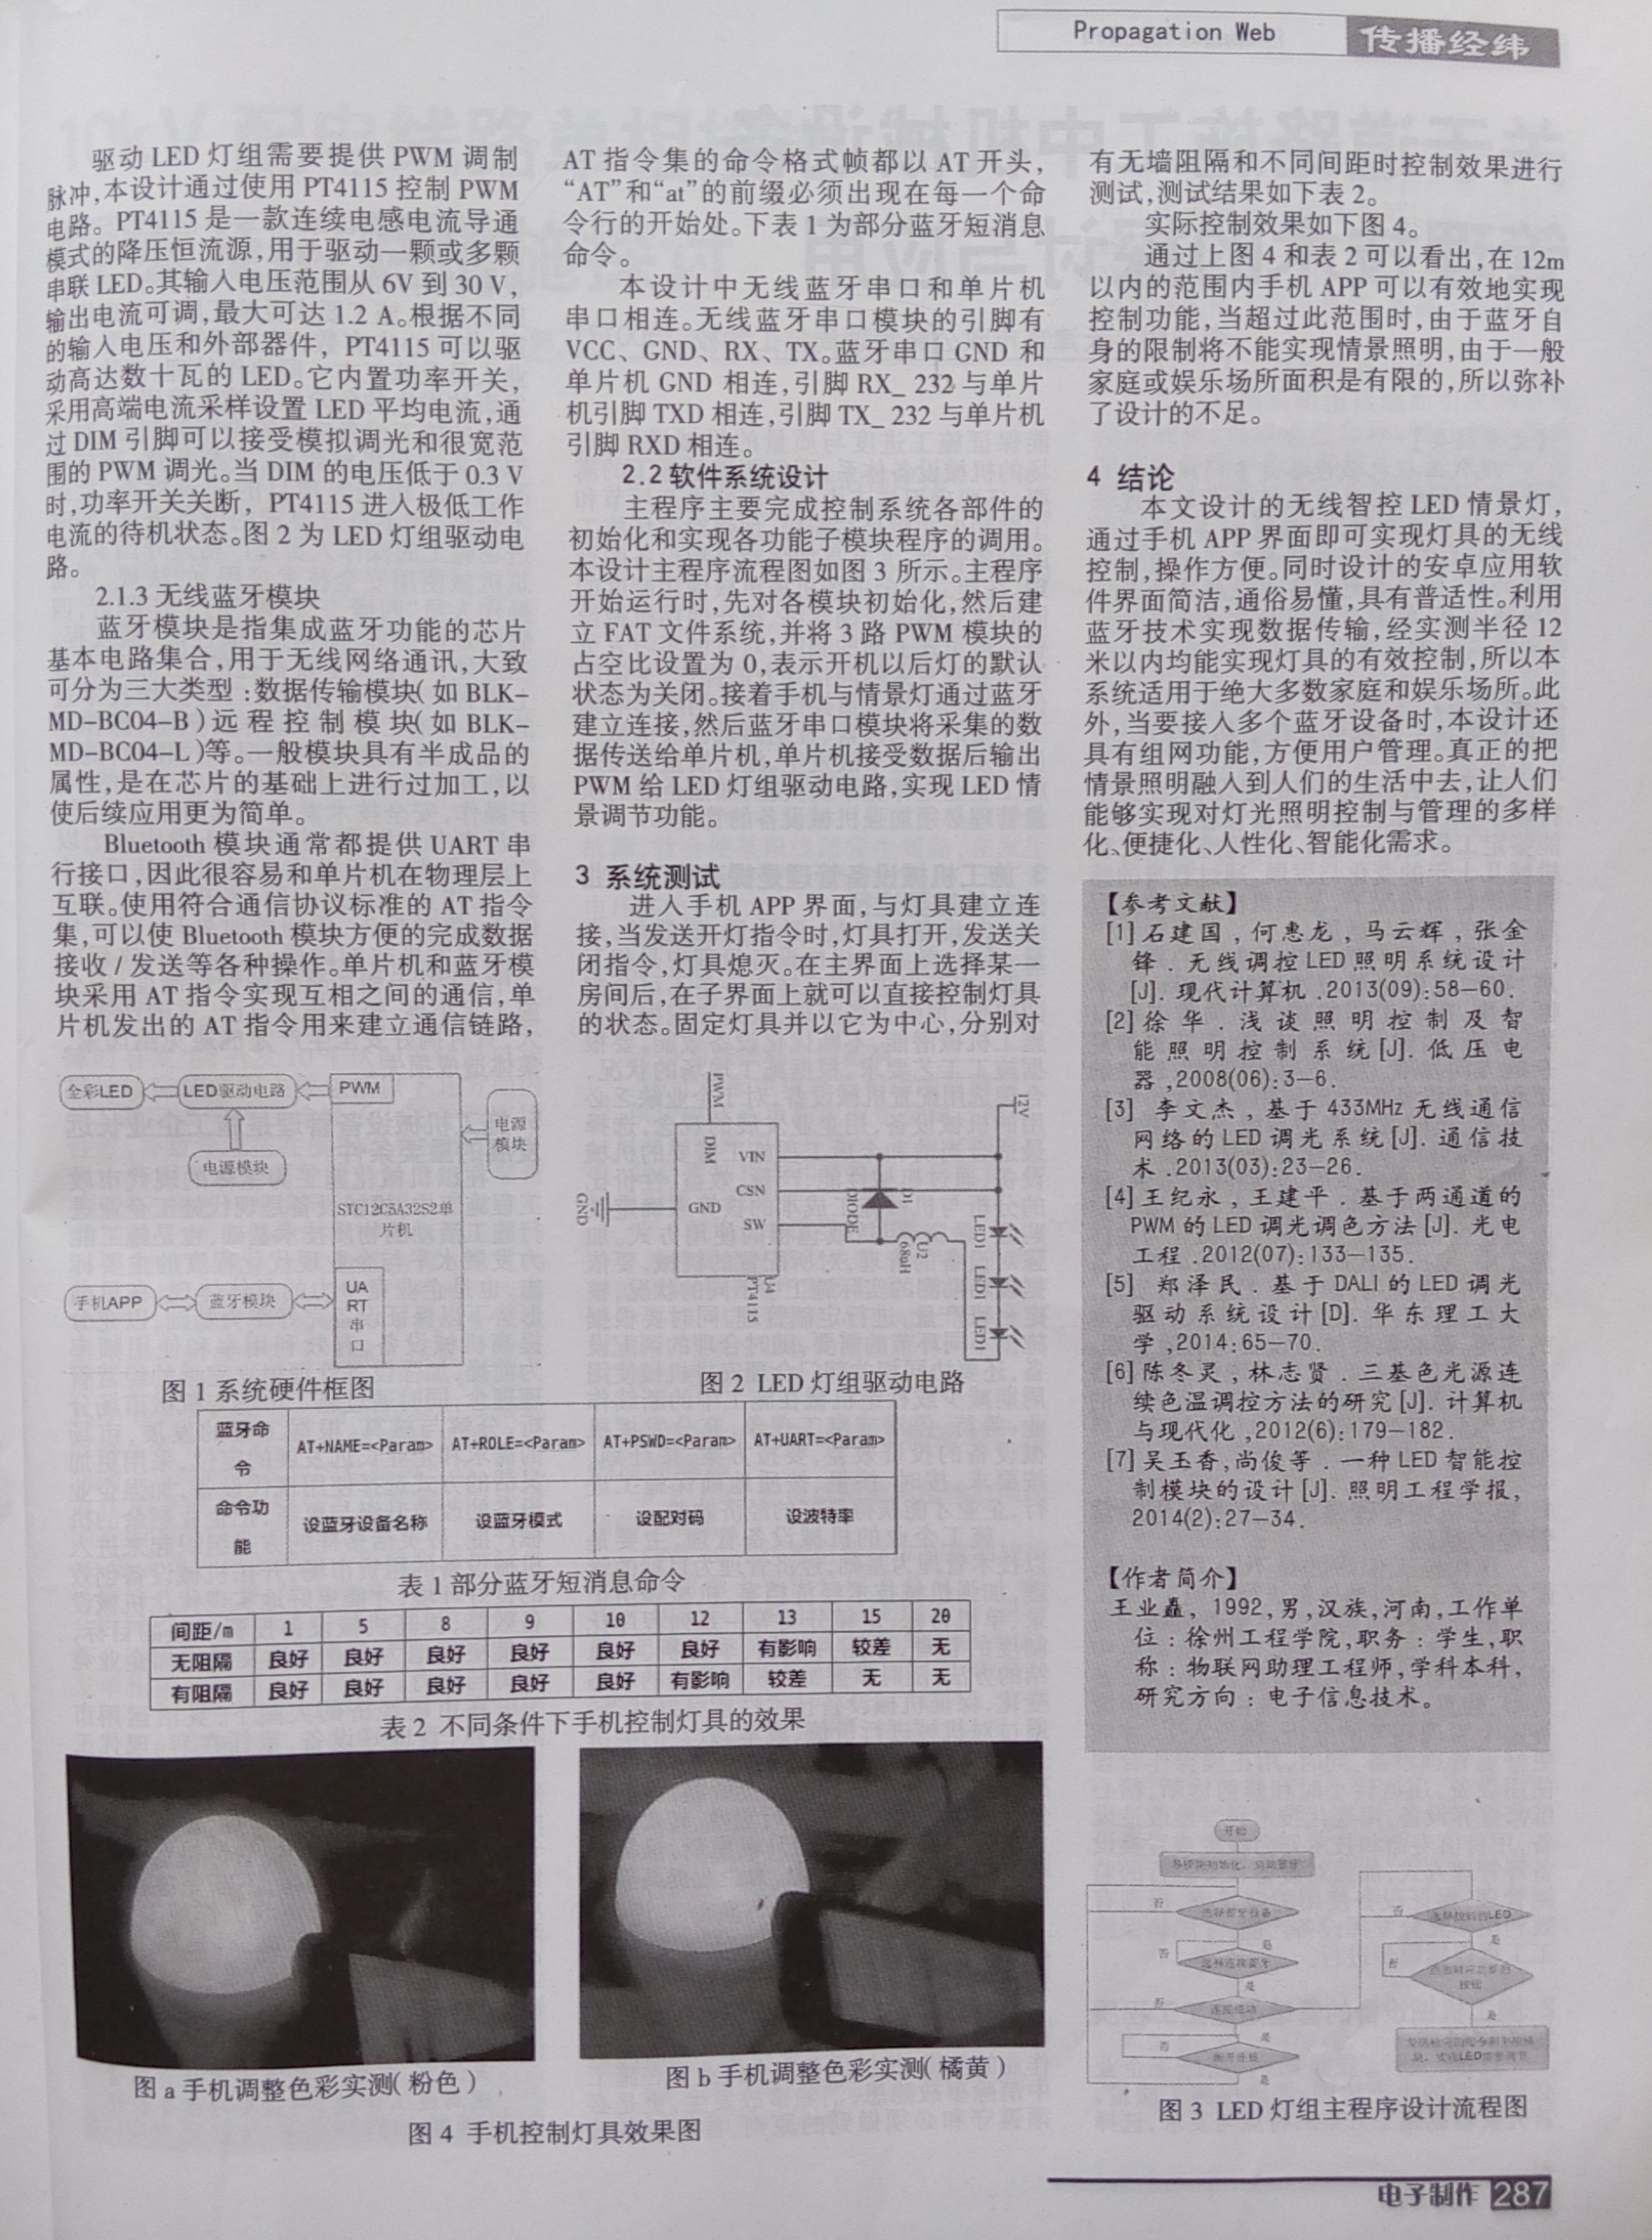 Propagation Web 传播经纬
驱动 LED 灯组需要提供 PWM 调制
脉冲,本设计通过使用 PT4115 控制 PWM
电路。PT4115 是一款连续电感电流导通
模式的降压恒流源,用于驱动一颗或多颗
串联 LED。其输入电压范围从 6V 到 30 V,
输出电流可调,最大可达 1.2 A。根据不同
的输入电压和外部器件, PT4115 可以驱
动高达数十瓦的 LED。它内置功率开关,
采用高端电流采样设置 LED 平均电流,通
过 DIM 引脚可以接受模拟调光和很宽范
围的 PWM 调光。当 DIM 的电压低于 0.3 V
时,功率开关关断, PT4115 进入极低工作
电流的待机状态。图 2 为 LED 灯组驱动电
路。
2.1.3 无线蓝牙模块
蓝牙模块是指集成蓝牙功能的芯片
基本电路集合,用于无线网络通讯,大致
可分为三大类型:数据传输模块( 如 BLK-
MD-BC04-B )远程控制模块( 如 BLK-
MD-BC04-L )等。一般模块具有半成品的
属性,是在芯片的基础上进行过加工,以
使后续应用更为简单。
Bluetooth 模块通常都提供 UART 串
行接口,因此很容易和单片机在物理层上
互联。使用符合通信协议标准的 AT 指令
集,可以使 Bluetooth 模块方便的完成数据
接收 / 发送等各种操作。单片机和蓝牙模
块采用 AT 指令实现互相之间的通信,单
片机发出的 AT 指令用来建立通信链路,
AT 指令集的命令格式帧都以 AT 开头,
“AT”和“at”的前缀必须出现在每一个命
令行的开始处。下表 1 为部分蓝牙短消息
命令。
本设计中无线蓝牙串口和单片机
串口相连。无线蓝牙串口模块的引脚有
VCC、GND、RX、TX。蓝牙串口 GND 和
单片机 GND 相连,引脚 RX_ 232 与单片
机引脚 TXD 相连,引脚 TX_ 232 与单片机
引脚 RXD 相连。
2.2 软件系统设计
主程序主要完成控制系统各部件的
初始化和实现各功能子模块程序的调用。
本设计主程序流程图如图 3 所示。主程序
开始运行时,先对各模块初始化,然后建
立 FAT 文件系统,并将 3 路 PWM 模块的
占空比设置为 0,表示开机以后灯的默认
状态为关闭。接着手机与情景灯通过蓝牙
建立连接,然后蓝牙串口模块将采集的数
据传送给单片机,单片机接受数据后输出
PWM 给 LED 灯组驱动电路,实现 LED 情
景调节功能。
3 系统测试
进入手机 APP 界面,与灯具建立连
接,当发送开灯指令时,灯具打开,发送关
闭指令,灯具熄灭。在主界面上选择某一
房间后,在子界面上就可以直接控制灯具
的状态。固定灯具并以它为中心,分别对
有无墙阻隔和不同间距时控制效果进行
测试,测试结果如下表 2。
实际控制效果如下图 4。
通过上图 4 和表 2 可以看出,在 12m
以内的范围内手机 APP 可以有效地实现
控制功能,当超过此范围时,由于蓝牙自
身的限制将不能实现情景照明,由于一般
家庭或娱乐场所面积是有限的,所以弥补
了设计的不足。
4 结论
本文设计的无线智控 LED 情景灯,
通过手机 APP 界面即可实现灯具的无线
控制,操作方便。同时设计的安卓应用软
件界面简洁,通俗易懂,具有普适性。利用
蓝牙技术实现数据传输,经实测半径 12
米以内均能实现灯具的有效控制,所以本
系统适用于绝大多数家庭和娱乐场所。此
外,当要接入多个蓝牙设备时,本设计还
具有组网功能,方便用户管理。真正的把
情景照明融入到人们的生活中去,让人们
能够实现对灯光照明控制与管理的多样
化、便捷化、人性化、智能化需求。
【参考文献】
[1] 石建国 , 何惠龙 , 马云辉 , 张金
锋 . 无线调控 LED 照明系统设计
[J]. 现代计算机 .2013(09):58-60.
[2] 徐华 . 浅谈照明控制及智
能照明控制系统 [J]. 低压电
器 ,2008(06):3-6.
[3] 李文杰 , 基于 433MHz 无线通信
网络的 LED 调光系统 [J]. 通信技
术 .2013(03):23-26.
[4] 王纪永 , 王建平 . 基于两通道的
PWM 的 LED 调光调色方法 [J]. 光电
工程 .2012(07):133-135.
[5] 郑泽民 . 基于 DALI 的 LED 调光
驱动系统设计 [D]. 华东理工大
学 ,2014:65-70.
[6] 陈冬灵 , 林志贤 . 三基色光源连
续色温调控方法的研究 [J]. 计算机
与现代化 ,2012(6):179-182.
[7] 吴玉香,尚俊等 . 一种 LED 智能控
制模块的设计 [J]. 照明工程学报,
2014(2):27-34.
【作者简介】
王业矗, 1992,男,汉族,河南,工作单
位 : 徐州工程学院,职务 : 学生,职
称 : 物联网助理工程师,学科本科,
研究方向 : 电子信息技术。
全彩LED LED驱动电路 PWM
电源模块
电源
模块
STC12C5A32S2单
片机
手机APP 蓝牙模块
UA
RT
串
口
图 1 系统硬件框图
PWM
12V
DIM VIN
CSN
GND SW
GND
DIODE D1
U2
68uH
LED1
LED1
LED1
U4
PT4115
图 2 LED 灯组驱动电路
蓝牙命
令
AT+NAME=<Param> AT+ROLE=<Param> AT+PSWD=<Param> AT+UART=<Param>
命令功
能
设蓝牙设备名称 设蓝牙模式 设配对码 设波特率
表 1 部分蓝牙短消息命令
间距/m 1 5 8 9 10 12 13 15 20
无阻隔 良好 良好 良好 良好 良好 良好 有影响 较差 无
有阻隔 良好 良好 良好 良好 良好 有影响 较差 无 无
表 2 不同条件下手机控制灯具的效果
图 a 手机调整色彩实测( 粉色 )
图 b 手机调整色彩实测( 橘黄 )
图 4 手机控制灯具效果图
开始
否
否
是
是
否
是
否
是
否
是
否
是
图 3 LED 灯组主程序设计流程图
电子制作 287